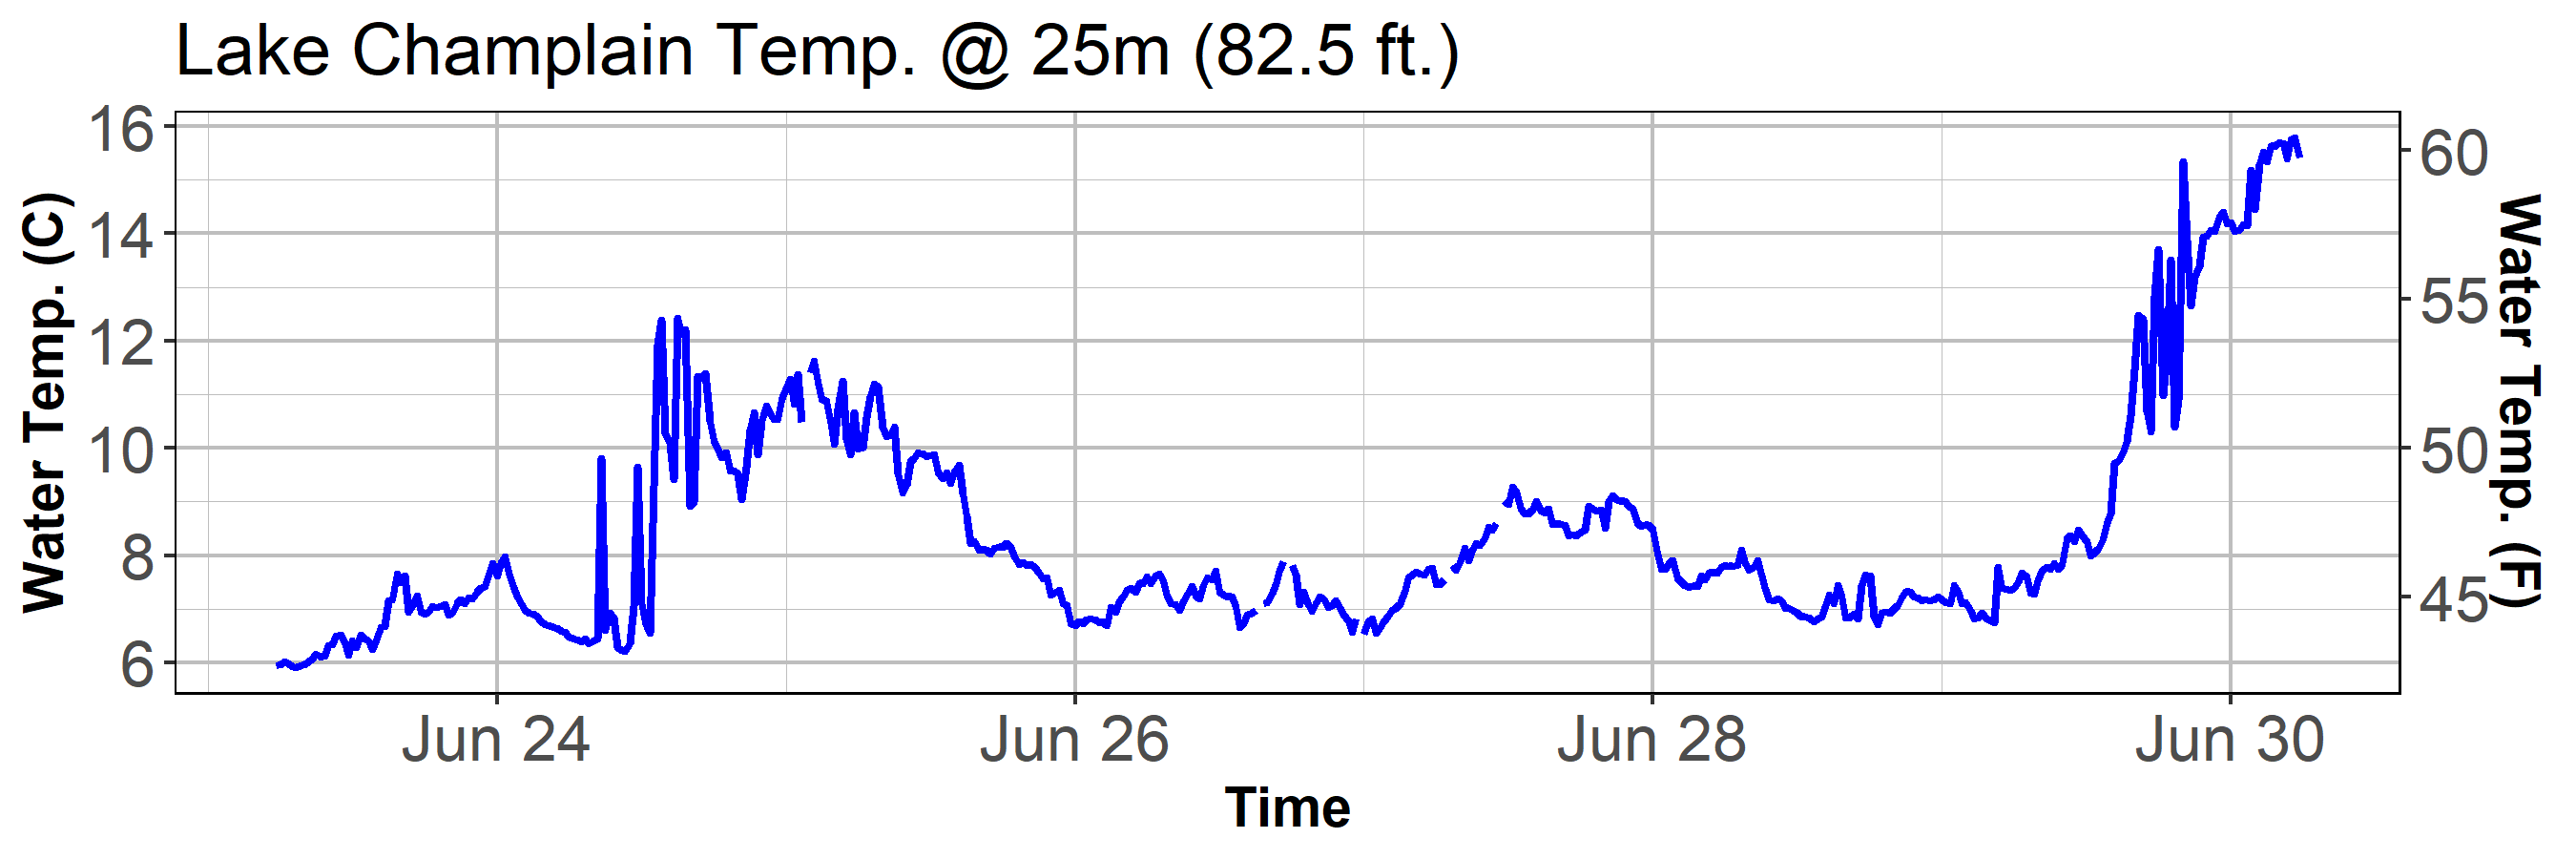 Lake Champlain Temp. @ 25m (82.5 ft.)
Water Temp. (C)
16
14
12
10
8
6
60
55
50
45
Water Temp. (F)
Jun 24 Jun 26 Jun 28 Jun 30
Time